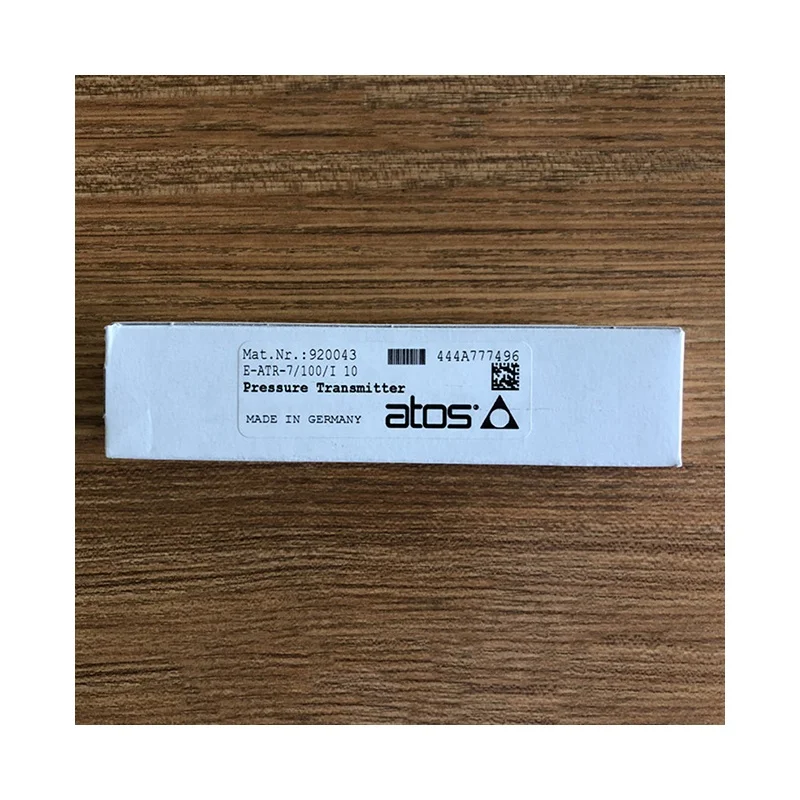 Mat.Nr.:920043 444A777496
E-ATR-7/100/I 10
Pressure Transmitter
MADE IN GERMANY atos